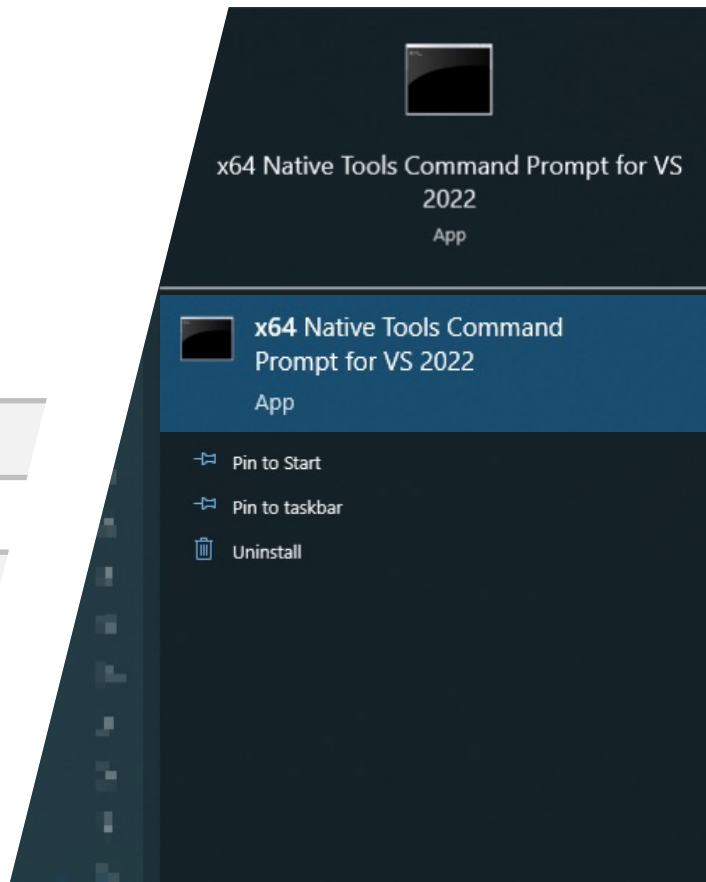 x64 Native Tools Command Prompt for VS
2022
App
x64 Native Tools Command
Prompt for VS 2022
App
Pin to Start
Pin to taskbar
Uninstall